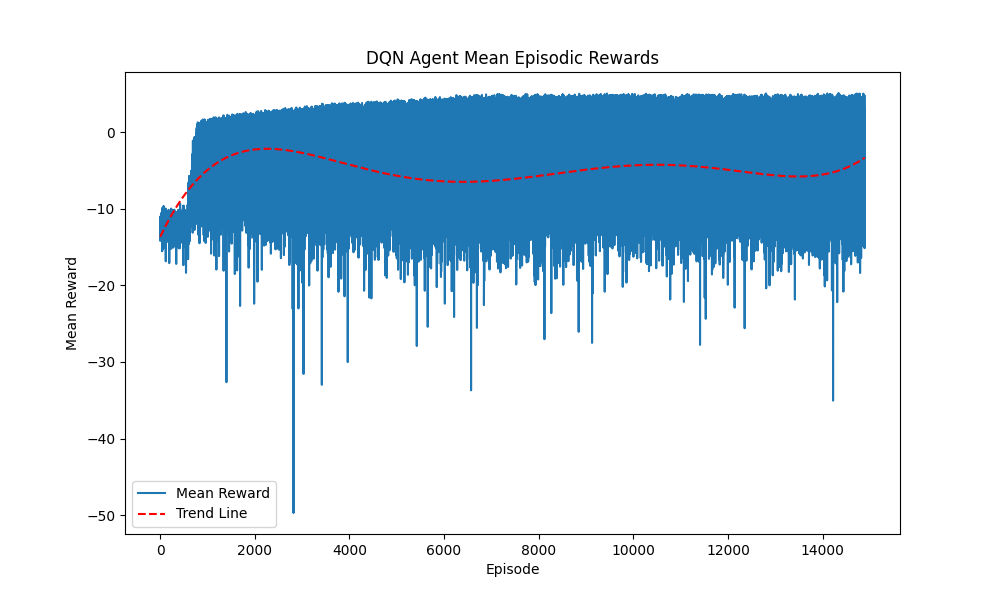 DQN Agent Mean Episodic Rewards
Mean Reward
0
−10
−20
−30
−40
−50
Mean Reward
Trend Line
0 2000 4000 6000 8000 10000 12000 14000
Episode